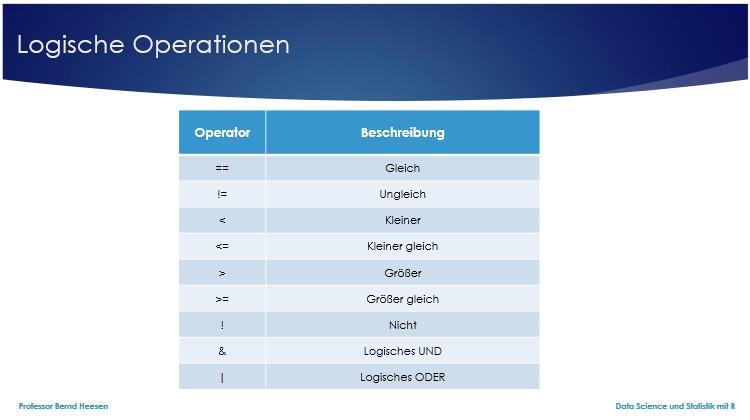 Logische Operationen
Operator Beschreibung
== Gleich
!= Ungleich
< Kleiner
<= Kleiner gleich
> Größer
>= Größer gleich
! Nicht
& Logisches UND
| Logisches ODER
Professor Bernd Heesen Data Science und Statistik mit R